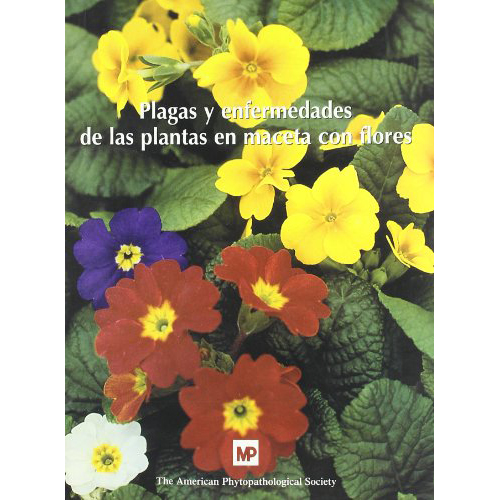 Plagas y enfermedades
de las plantas en maceta con flores
MP
The American Phytopathological Society